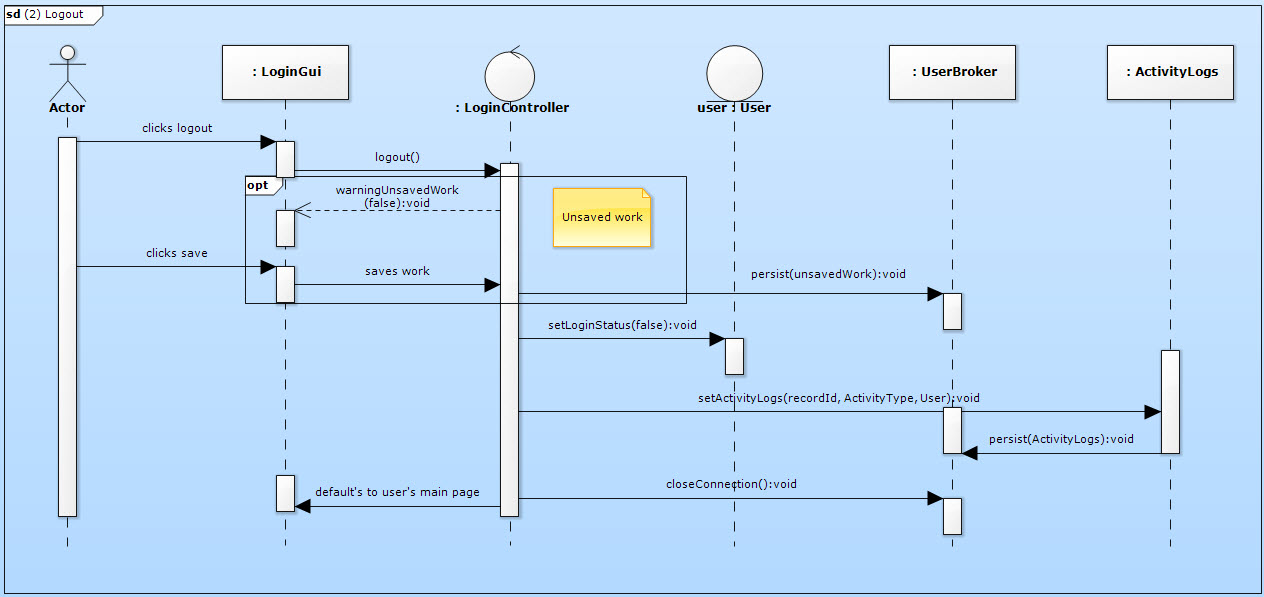 sd (2) Logout
: LoginGui
: UserBroker
: ActivityLogs
Actor
: LoginController
user : User
clicks logout
logout()
opt
warningUnsavedWork
(false):void
Unsaved work
clicks save
saves work
persist(unsavedWork):void
setLoginStatus(false):void
setActivityLogs(recordId, ActivityType, User):void
persist(ActivityLogs):void
closeConnection():void
default's to user's main page